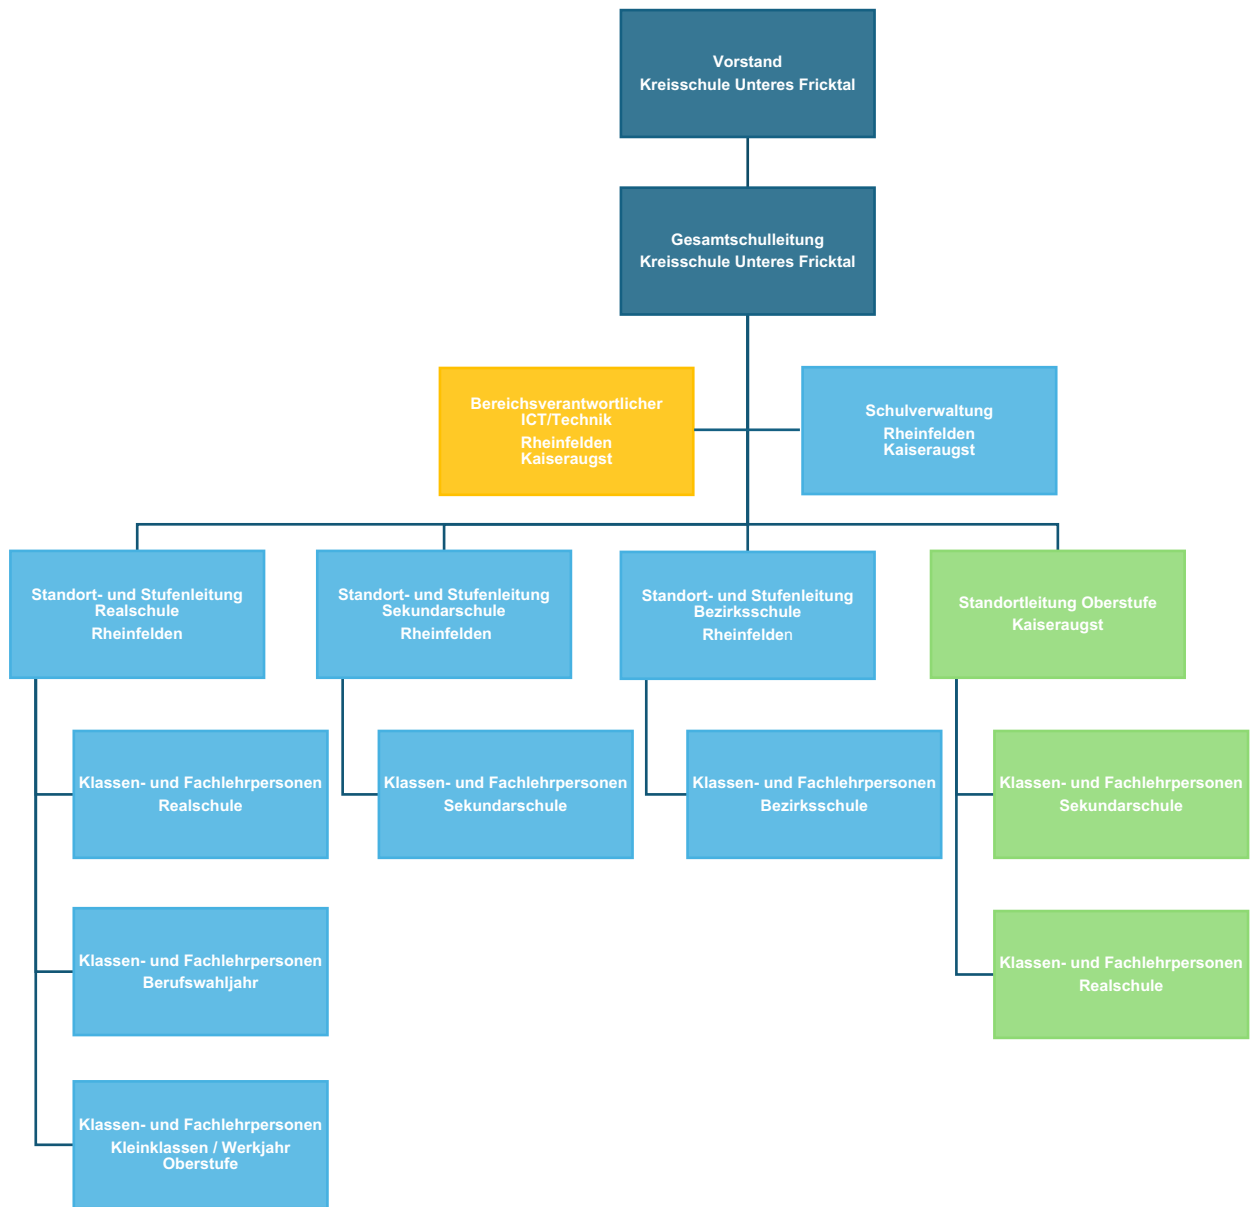 Vorstand
Kreisschule Unteres Fricktal
Gesamtschulleitung
Kreisschule Unteres Fricktal
Bereichsverantwortlicher
ICT/Technik
Rheinfelden
Kaiseraugst
Schulverwaltung
Rheinfelden
Kaiseraugst
Standort- und Stufenleitung
Realschule
Rheinfelden
Standort- und Stufenleitung
Sekundarschule
Rheinfelden
Standort- und Stufenleitung
Bezirksschule
Rheinfelden
Standortleitung Oberstufe
Kaiseraugst
Klassen- und Fachlehrpersonen
Realschule
Klassen- und Fachlehrpersonen
Sekundarschule
Klassen- und Fachlehrpersonen
Bezirksschule
Klassen- und Fachlehrpersonen
Sekundarschule
Klassen- und Fachlehrpersonen
Berufswahljahr
Klassen- und Fachlehrpersonen
Realschule
Klassen- und Fachlehrpersonen
Kleinklassen / Werkjahr
Oberstufe